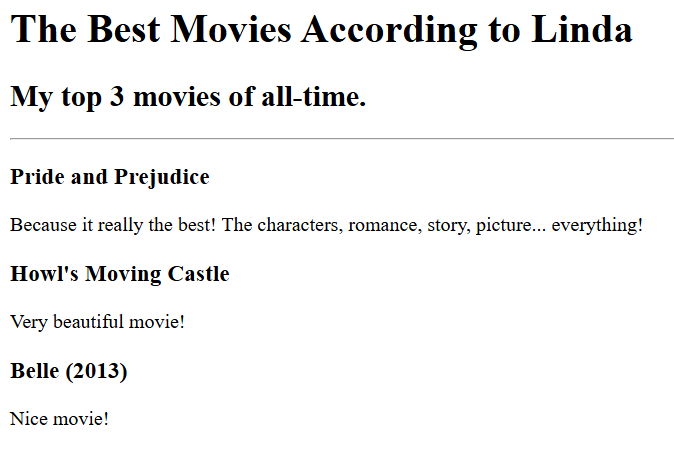 The Best Movies According to Linda
My top 3 movies of all-time.
Pride and Prejudice
Because it really the best! The characters, romance, story, picture... everything!
Howl's Moving Castle
Very beautiful movie!
Belle (2013)
Nice movie!